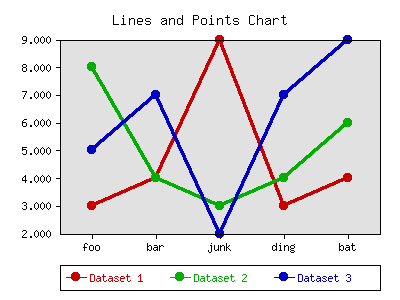 Lines and Points Chart
9.000
8.000
7.000
6.000
5.000
4.000
3.000
2.000
foo bar junk ding bat
Dataset 1 Dataset 2 Dataset 3